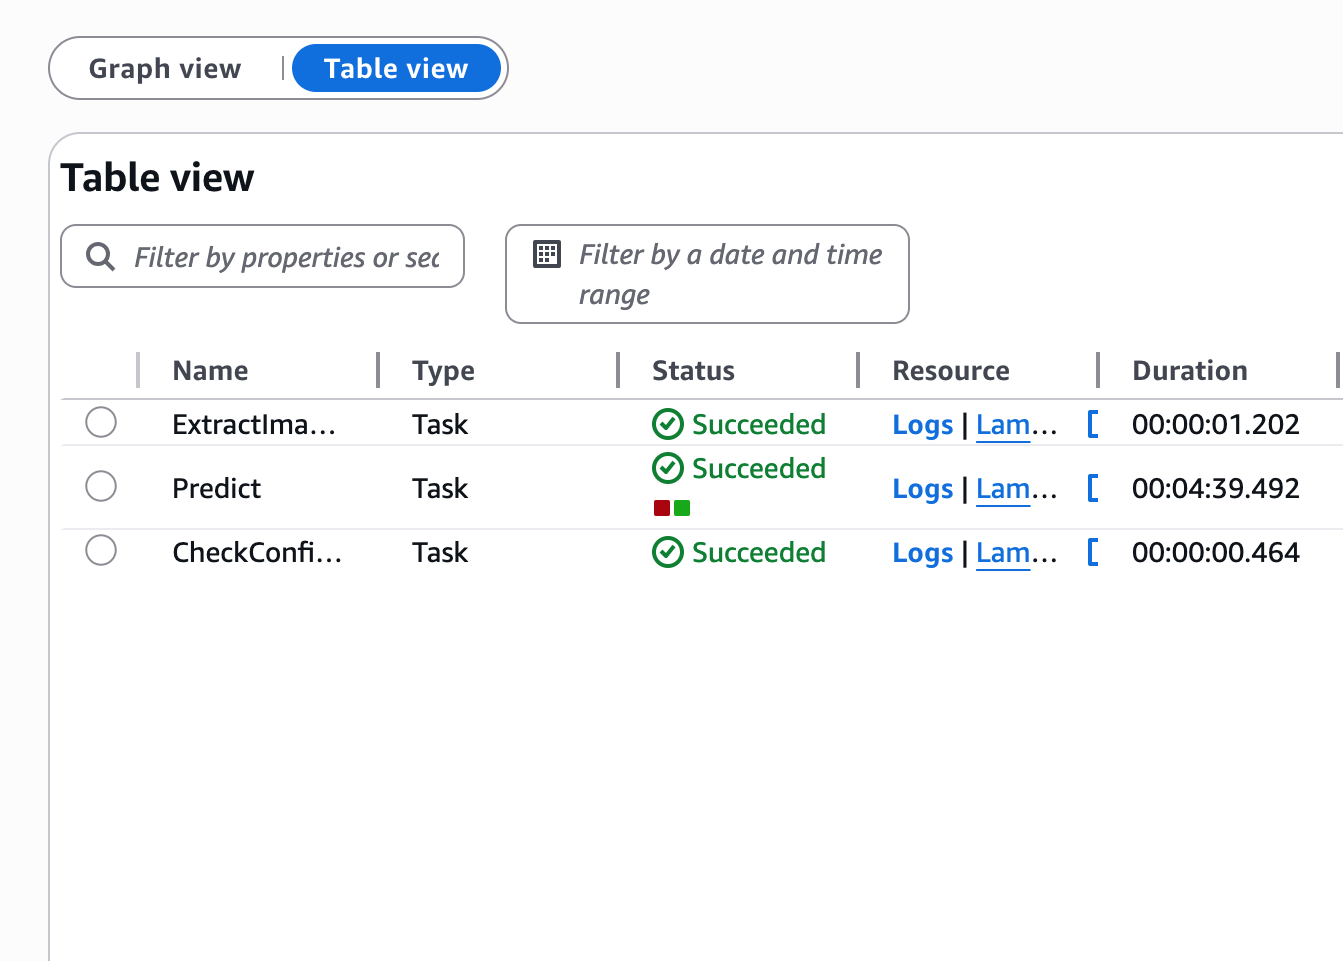 Graph view | Table view
Table view
Filter by properties or sec
Filter by a date and time
range
Name Type Status Resource Duration
ExtractIma... Task Succeeded Logs | Lam... 00:00:01.202
Predict Task Succeeded Logs | Lam... 00:04:39.492
CheckConfi... Task Succeeded Logs | Lam... 00:00:00.464